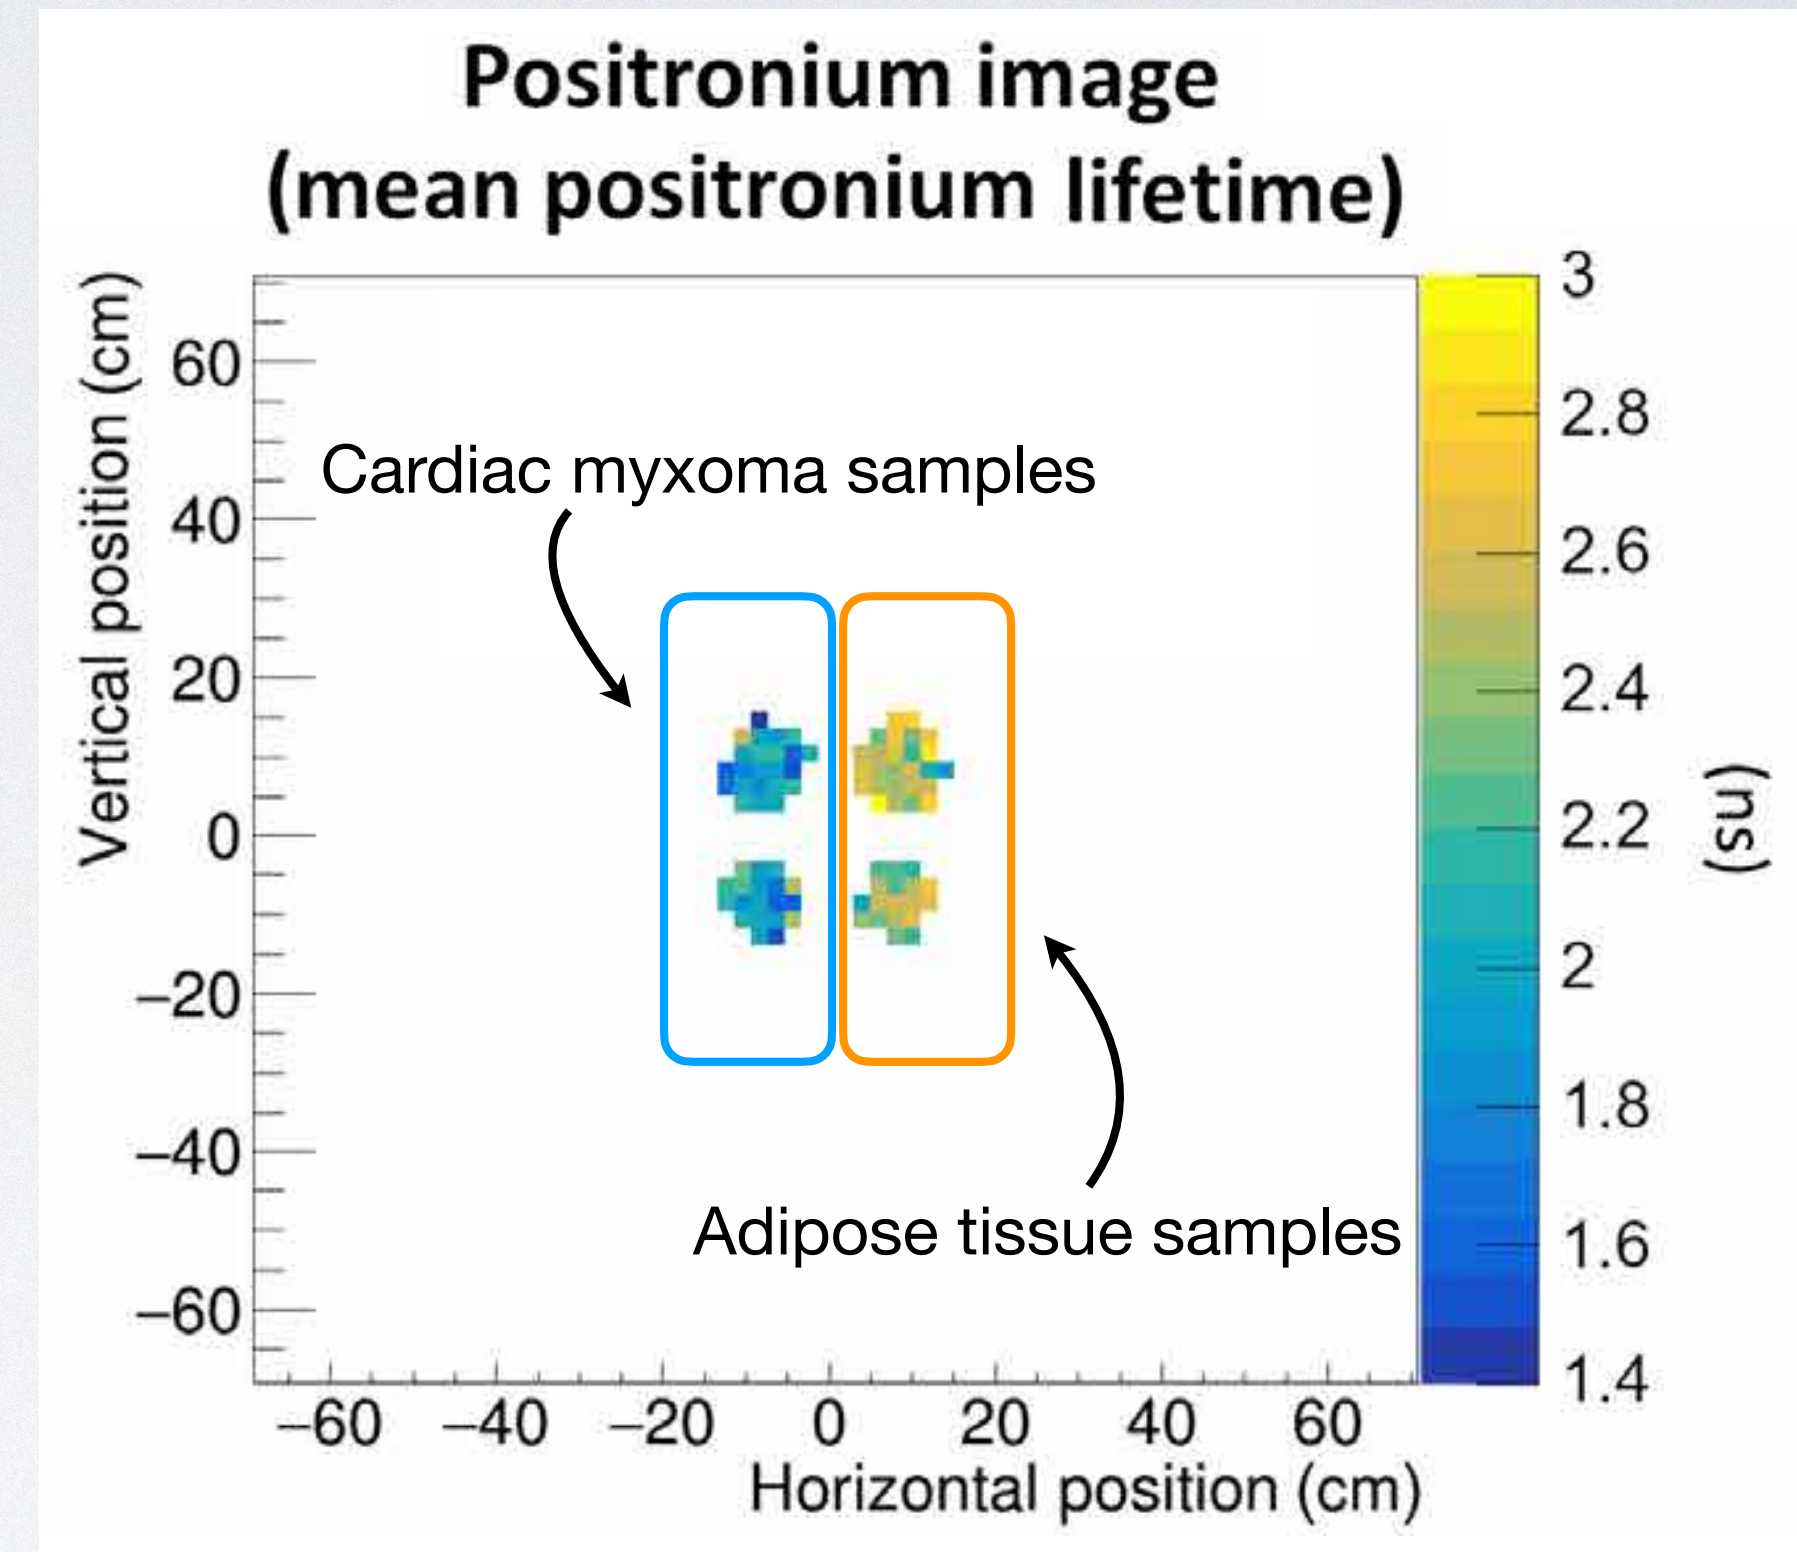 Positronium image
(mean positronium lifetime)
Vertical position (cm)
60
40
20
0
−20
−40
−60
Cardiac myxoma samples
Adipose tissue samples
3
2.8
2.6
2.4
2.2
2
1.8
1.6
1.4
(ns)
−60 −40 −20 0 20 40 60
Horizontal position (cm)